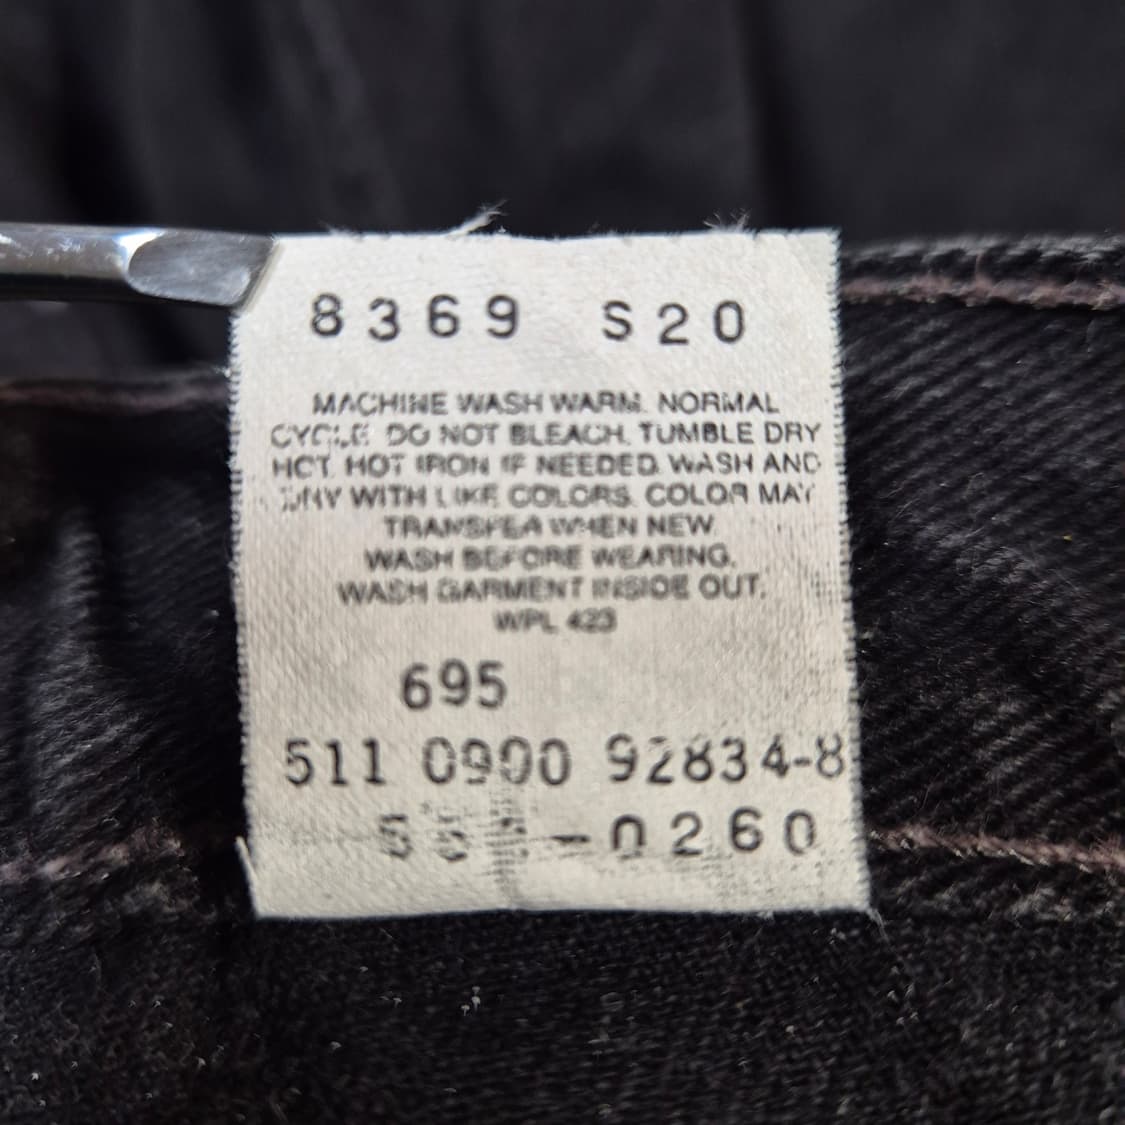 8369 S20
MACHINE WASH WARM. NORMAL
CYCLE. DO NOT BLEACH. TUMBLE DRY
HOT. HOT IRON IF NEEDED. WASH AND
DRY WITH LIKE COLORS. COLOR MAY
TRANSFER WHEN NEW.
WASH BEFORE WEARING.
WASH GARMENT INSIDE OUT.
WPL 423
695
511 0900 92834-8
-0260